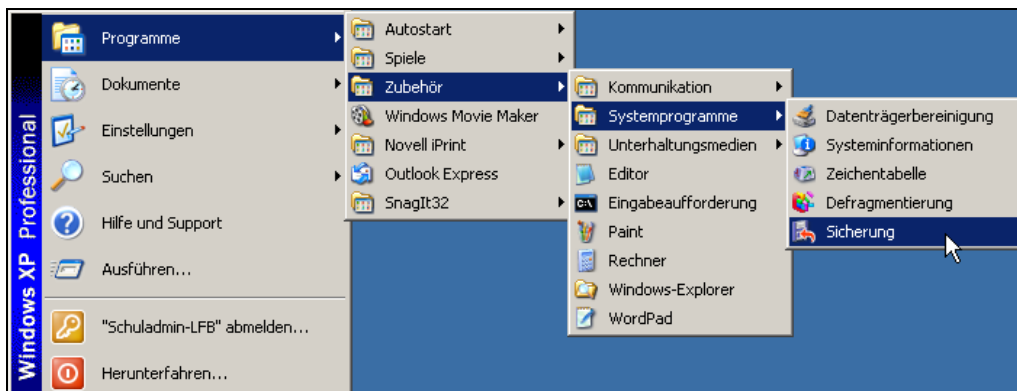 Windows XP Professional
Programme
Dokumente
Einstellungen
Suchen
Hilfe und Support
Ausführen...
"Schuladmin-LFB" abmelden...
Herunterfahren...
Autostart
Spiele
Zubehör
Windows Movie Maker
Novell iPrint
Outlook Express
SnagIt32
Kommunikation
Systemprogramme
Unterhaltungsmedien
Editor
Eingabeaufforderung
Paint
Rechner
Windows-Explorer
WordPad
Datenträgerbereinigung
Systeminformationen
Zeichentabelle
Defragmentierung
Sicherung